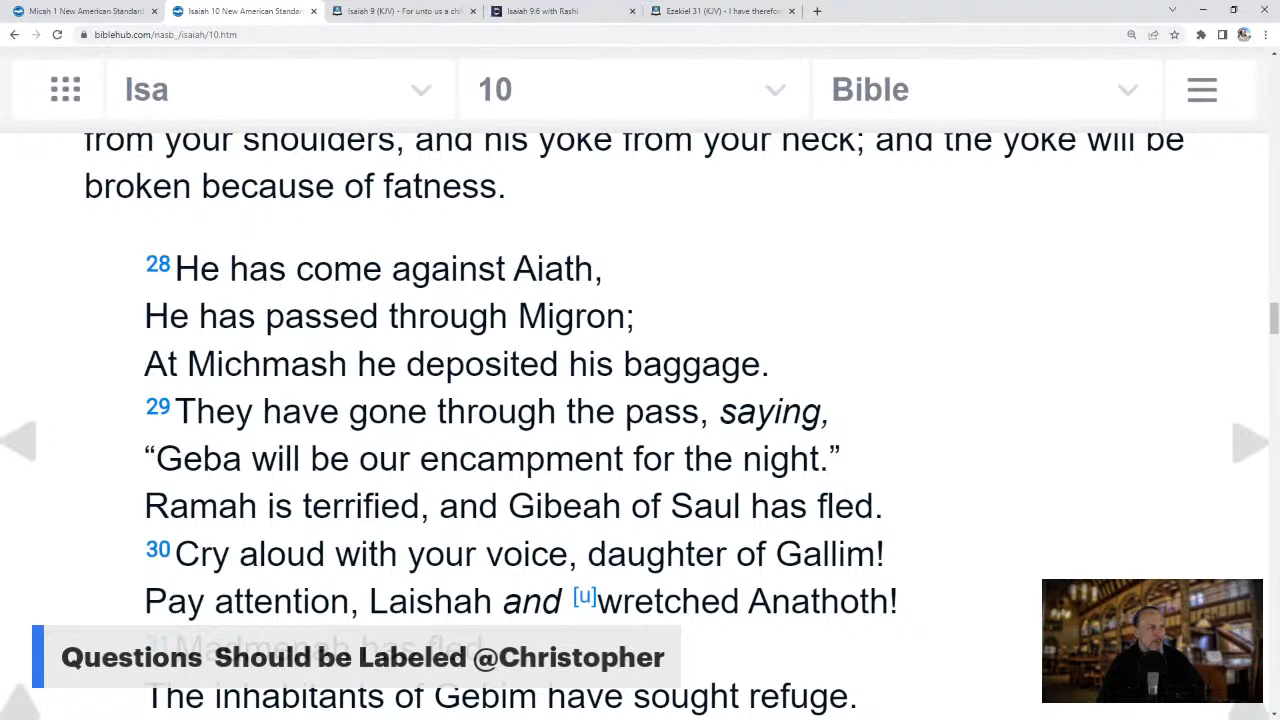 Micah 1 New American Standard
Isaiah 10 New American Standar
Isaiah 9 (KJV) - For unto us a chil
Isaiah 9:6 with Rashi
Ezekiel 31 (KJV) - I have therefore
biblehub.com/nasb_/isaiah/10.htm
Isa
10
Bible
from your shoulders, and his yoke from your neck; and the yoke will be
broken because of fatness.
28 He has come against Aiath,
He has passed through Migron;
At Michmash he deposited his baggage.
29 They have gone through the pass, saying,
“Geba will be our encampment for the night.”
Ramah is terrified, and Gibeah of Saul has fled.
30 Cry aloud with your voice, daughter of Gallim!
Pay attention, Laishah and [u]wretched Anathoth!
31 Madmenah has fled.
Questions Should be Labeled @Christopher
The inhabitants of Gebim have sought refuge.